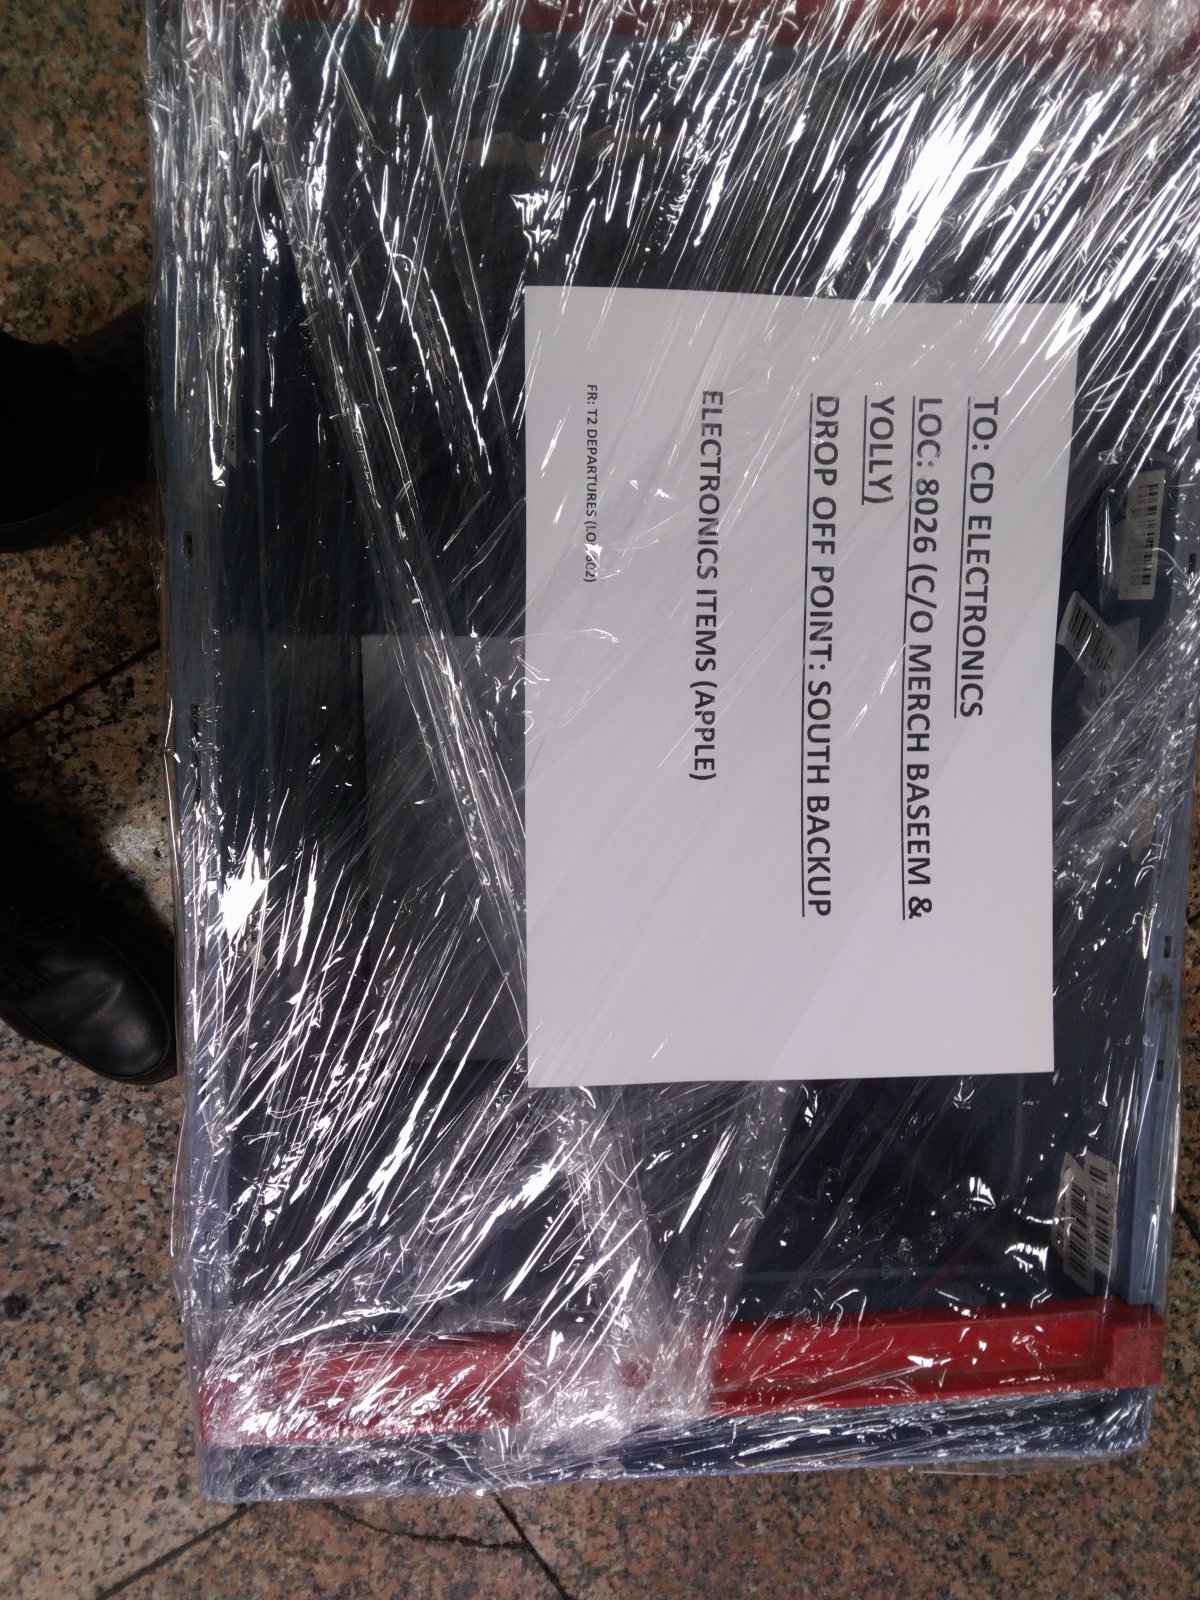 TO: CD ELECTRONICS
LOC: 8026 (C/O MERCH BASEEM &
YOLLY)
DROP OFF POINT: SOUTH BACKUP
ELECTRONICS ITEMS (APPLE)
FR: T2 DEPARTURES